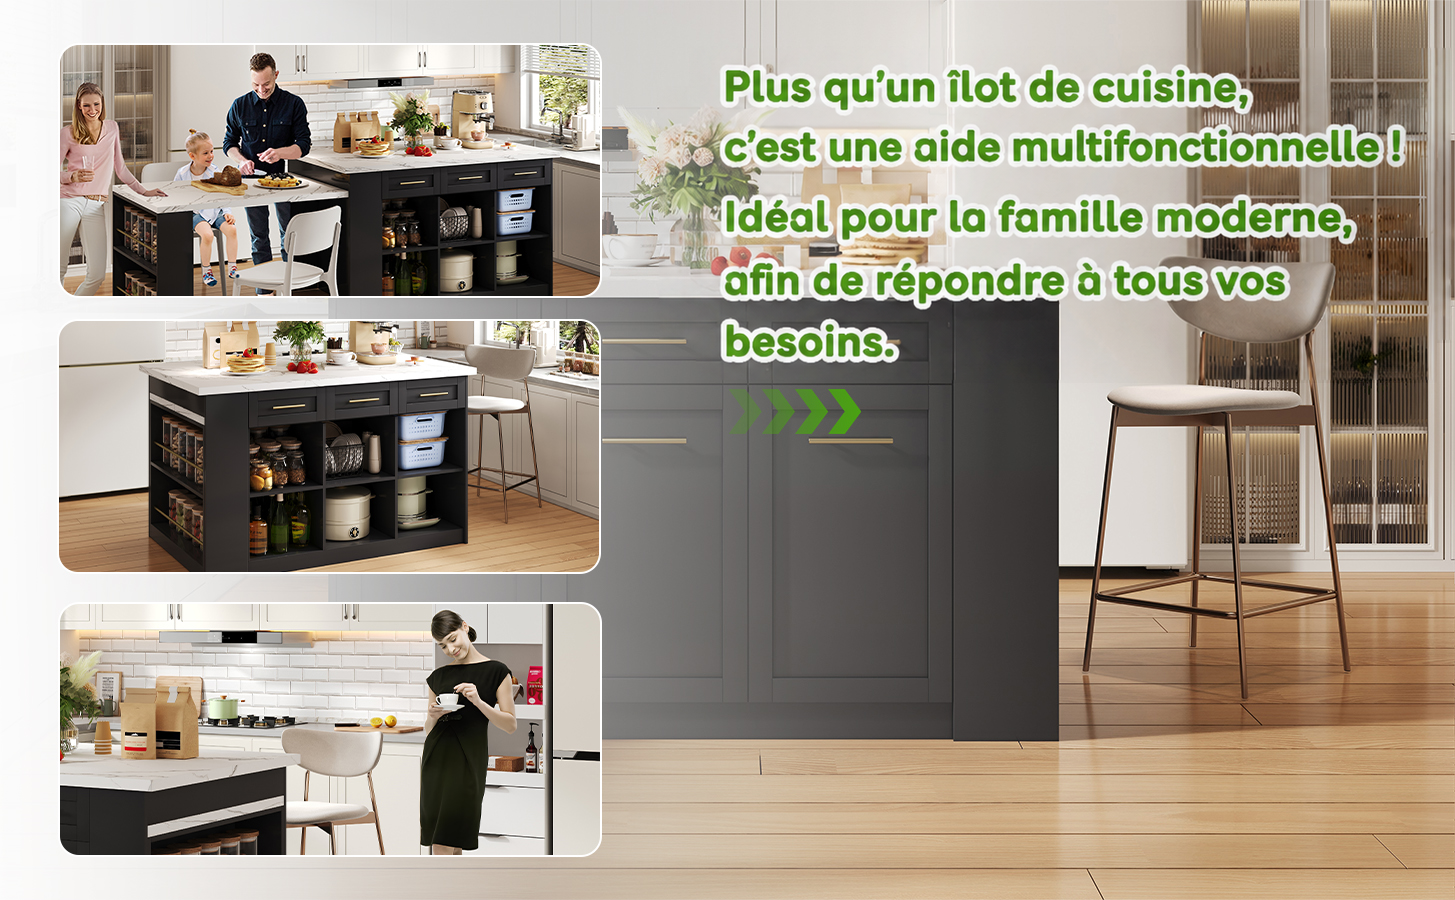 Plus qu’un îlot de cuisine,
c’est une aide multifonctionnelle !
Idéal pour la famille moderne,
afin de répondre à tous vos
besoins.